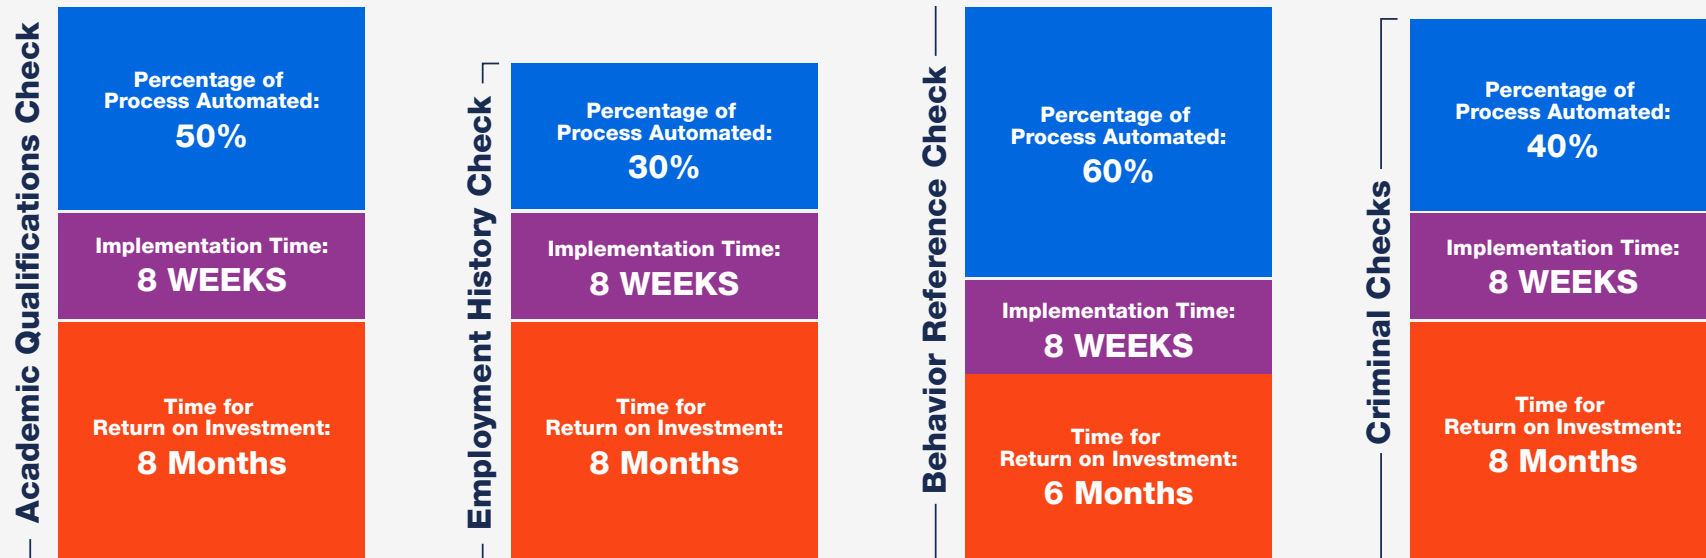 Academic Qualifications Check
Percentage of
Process Automated:
50%
Implementation Time:
8 WEEKS
Time for
Return on Investment:
8 Months
Employment History Check
Percentage of
Process Automated:
30%
Implementation Time:
8 WEEKS
Time for
Return on Investment:
8 Months
Behavior Reference Check
Percentage of
Process Automated:
60%
Implementation Time:
8 WEEKS
Time for
Return on Investment:
6 Months
Criminal Checks
Percentage of
Process Automated:
40%
Implementation Time:
8 WEEKS
Time for
Return on Investment:
8 Months